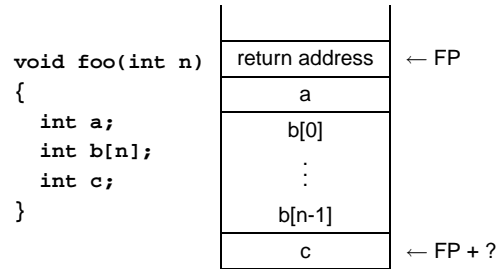 void foo(int n)
{
int a;
int b[n];
int c;
}
return address
a
b[0]
⋮
b[n-1]
c
← FP
← FP + ?